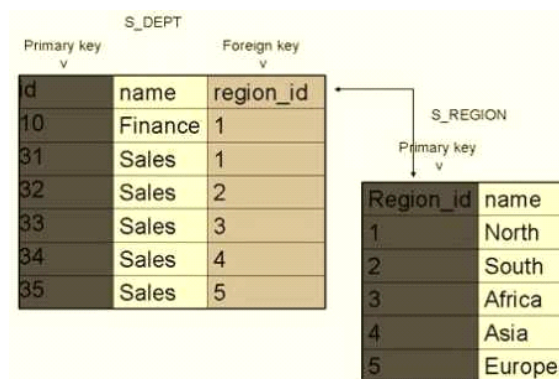 S_DEPT
Primary key Foreign key
v v
id name region_id
10 Finance 1
31 Sales 1
32 Sales 2
33 Sales 3
34 Sales 4
35 Sales 5
S_REGION
Primary key
v
Region_id name
1 North
2 South
3 Africa
4 Asia
5 Europe